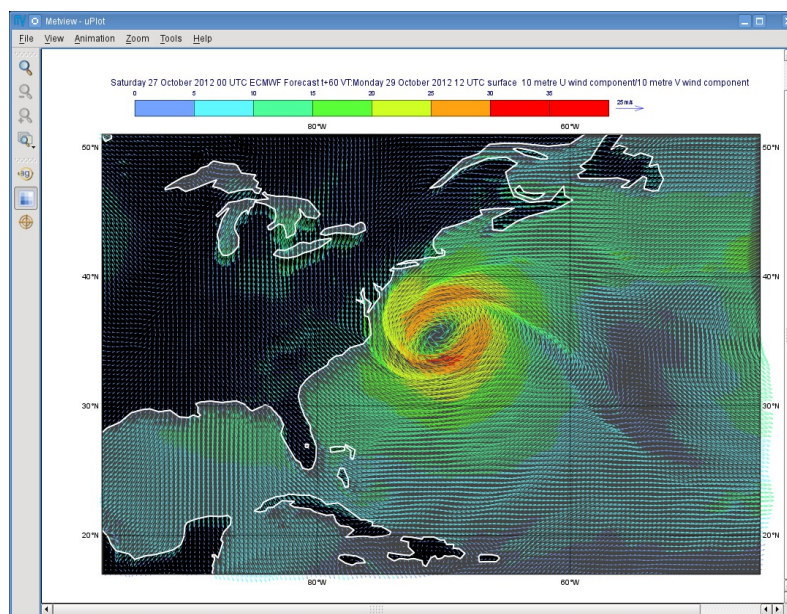 Metview - uPlot
File View Animation Zoom Tools Help
Saturday 27 October 2012 00 UTC ECMWF Forecast t+60 VT:Monday 29 October 2012 12 UTC surface 10 metre U wind component/10 metre V wind component
0 5 10 15 20 25 30 35
25m/s
80°W 60°W
50°N 50°N
40°N 40°N
30°N 30°N
20°N 20°N
80°W 60°W